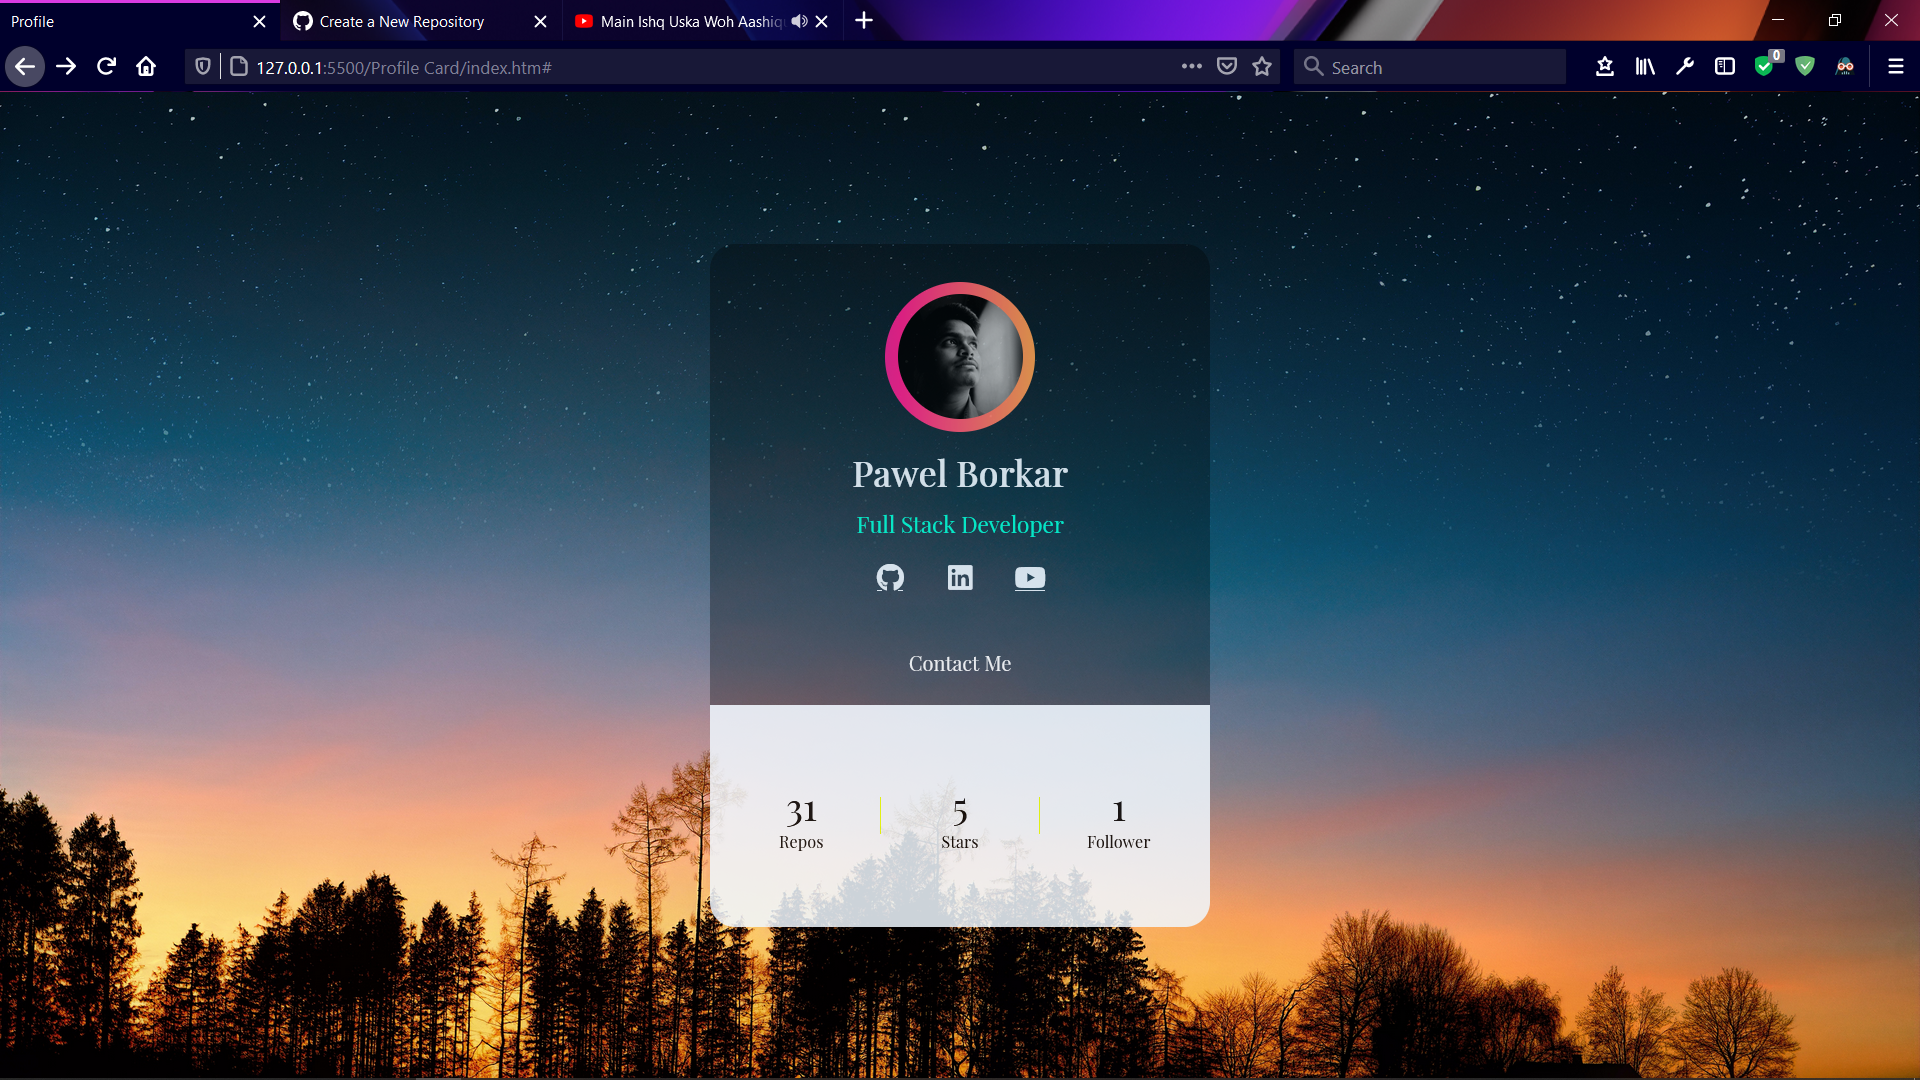 Profile
Create a New Repository
Main Ishq Uska Woh Aashiqu
127.0.0.1:5500/Profile Card/index.htm#
Search
0
Pawel Borkar
Full Stack Developer
Contact Me
31
5
1
Repos
Stars
Follower